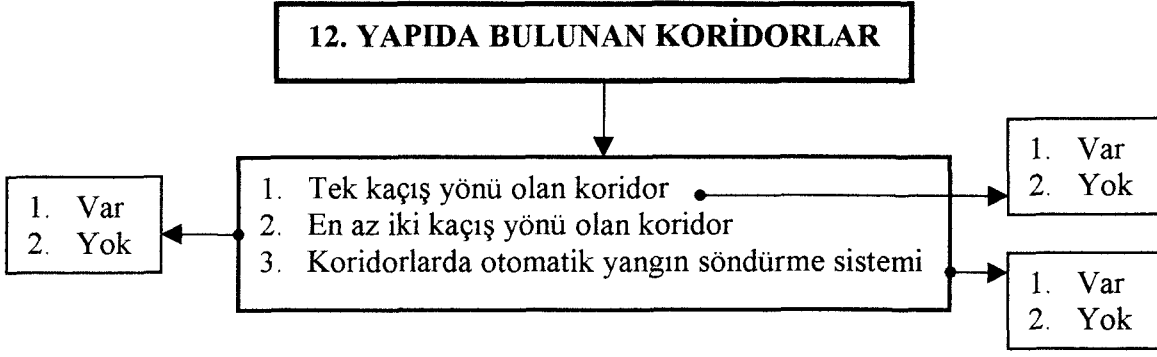 12. YAPIDA BULUNAN KORİDORLAR
1. Var
2. Yok
1. Tek kaçış yönü olan koridor
2. En az iki kaçış yönü olan koridor
3. Koridorlarda otomatik yangın söndürme sistemi
1. Var
2. Yok
1. Var
2. Yok